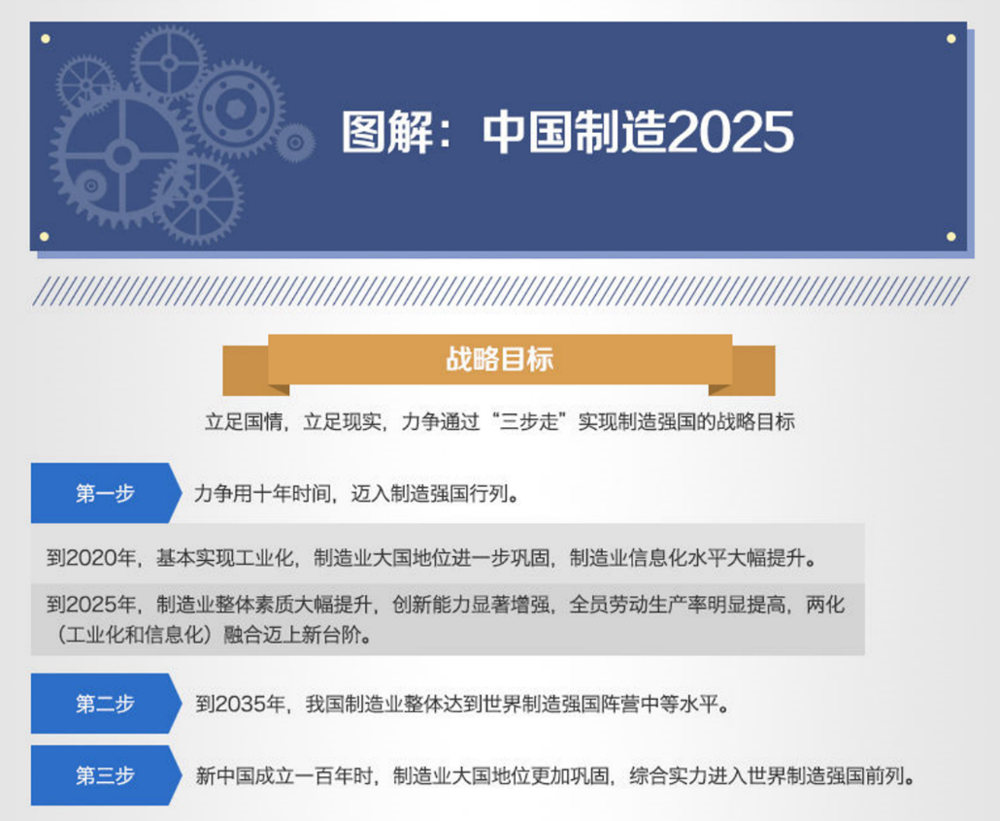 图解：中国制造2025
战略目标
立足国情，立足现实，力争通过“三步走”实现制造强国的战略目标
第一步
力争用十年时间，迈入制造强国行列。
到2020年，基本实现工业化，制造业大国地位进一步巩固，制造业信息化水平大幅提升。
到2025年，制造业整体素质大幅提升，创新能力显著增强，全员劳动生产率明显提高，两化
（工业化和信息化）融合迈上新台阶。
第二步
到2035年，我国制造业整体达到世界制造强国阵营中等水平。
第三步
新中国成立一百年时，制造业大国地位更加巩固，综合实力进入世界制造强国前列。